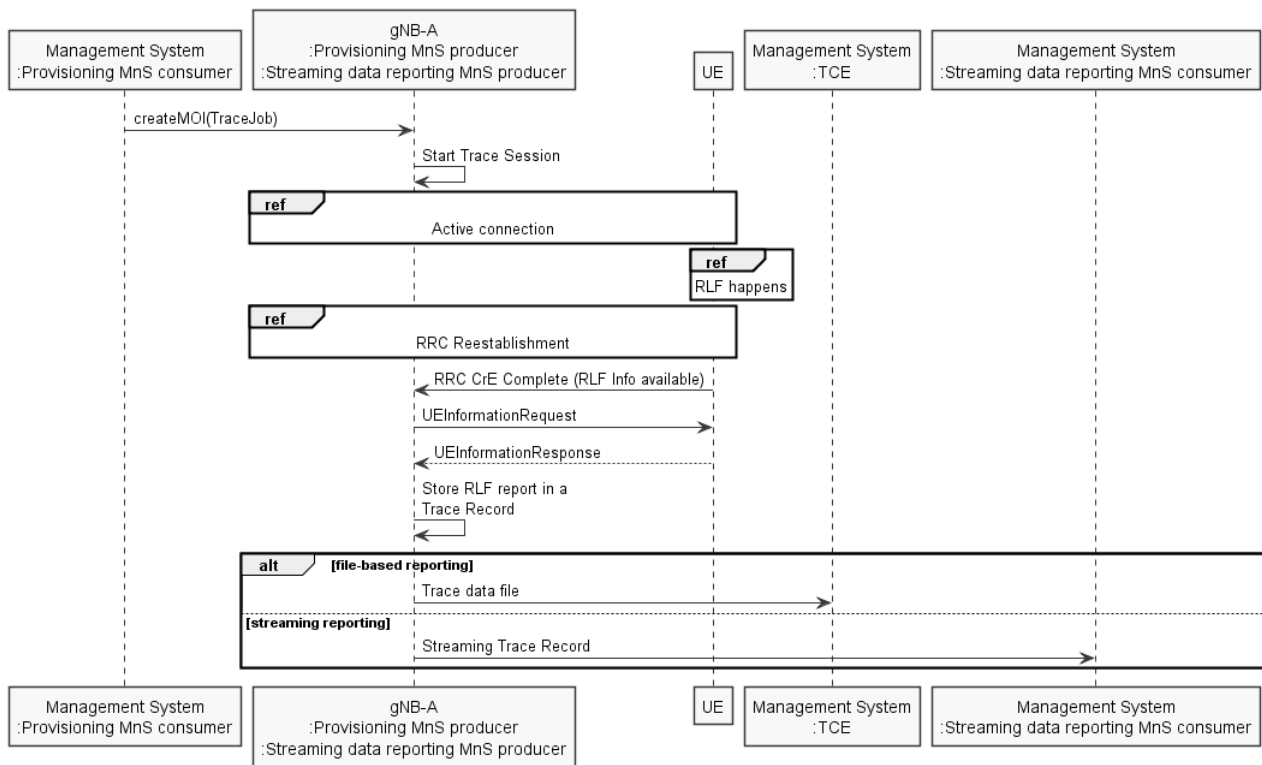 Management System
:Provisioning MnS consumer
gNB-A
:Provisioning MnS producer
:Streaming data reporting MnS producer
UE
Management System
:TCE
Management System
:Streaming data reporting MnS consumer
createMOI(TraceJob)
Start Trace Session
ref
Active connection
ref
RLF happens
ref
RRC Reestablishment
RRC CrE Complete (RLF Info available)
UEInformationRequest
UEInformationResponse
Store RLF report in a
Trace Record
alt [file-based reporting]
Trace data file
[streaming reporting]
Streaming Trace Record
Management System
:Provisioning MnS consumer
gNB-A
:Provisioning MnS producer
:Streaming data reporting MnS producer
UE
Management System
:TCE
Management System
:Streaming data reporting MnS consumer